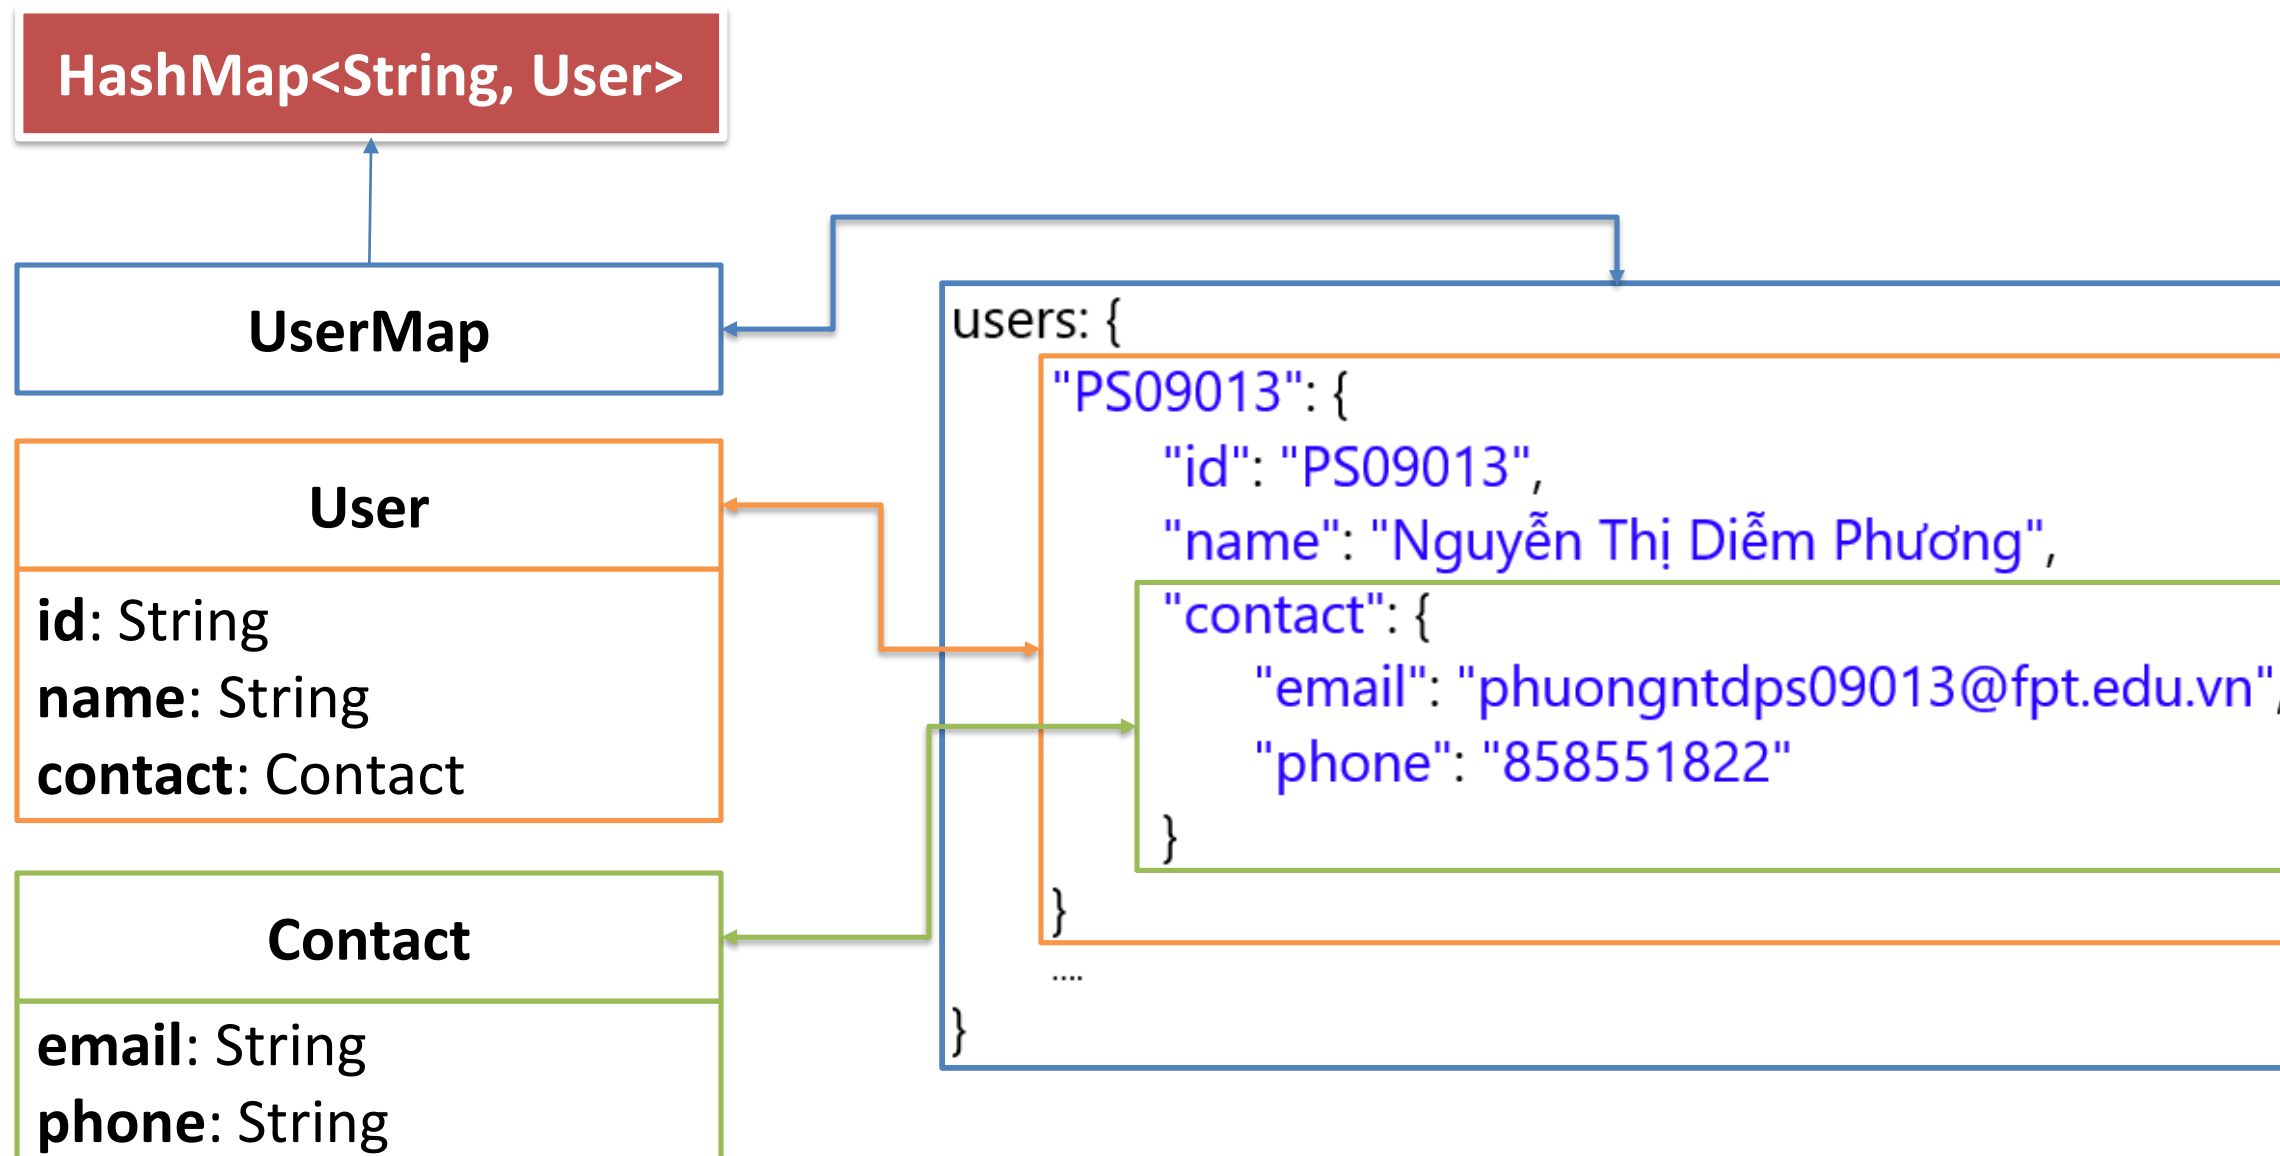 HashMap<String, User>
UserMap
User
id: String
name: String
contact: Contact
Contact
email: String
phone: String
users: {
"PS09013": {
"id": "PS09013",
"name": "Nguyễn Thị Diễm Phương",
"contact": {
"email": "phuongntdps09013@fpt.edu.vn",
"phone": "858551822"
}
}
....
}